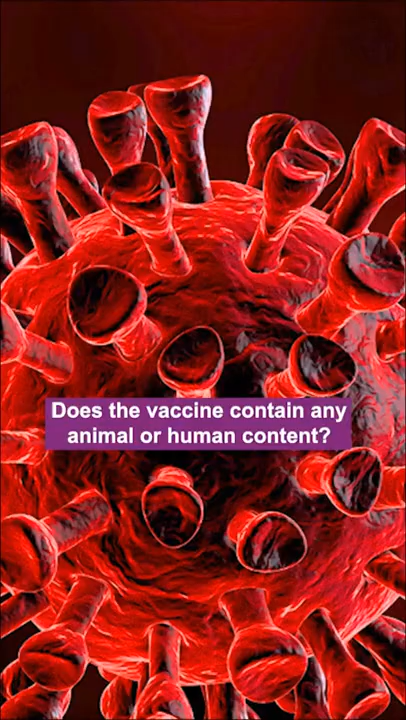 Does the vaccine contain any
animal or human content?